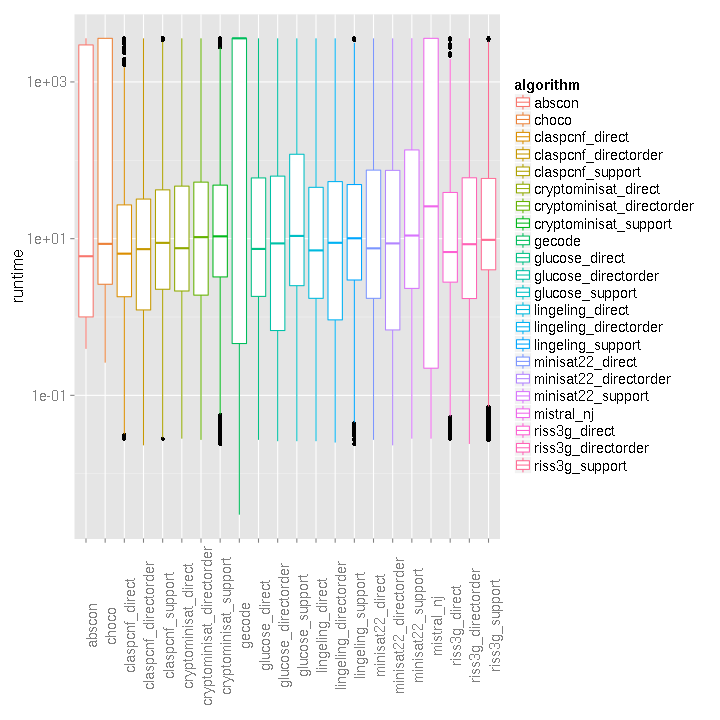 1e+03
1e+01
1e-01
runtime
abscon
choco
claspcnf_direct
claspcnf_directorder
claspcnf_support
cryptominisat_direct
cryptominisat_directorder
cryptominisat_support
gecode
glucose_direct
glucose_directorder
glucose_support
lingeling_direct
lingeling_directorder
lingeling_support
minisat22_direct
minisat22_directorder
minisat22_support
mistral_nj
riss3g_direct
riss3g_directorder
riss3g_support
algorithm
abscon
choco
claspcnf_direct
claspcnf_directorder
claspcnf_support
cryptominisat_direct
cryptominisat_directorder
cryptominisat_support
gecode
glucose_direct
glucose_directorder
glucose_support
lingeling_direct
lingeling_directorder
lingeling_support
minisat22_direct
minisat22_directorder
minisat22_support
mistral_nj
riss3g_direct
riss3g_directorder
riss3g_support